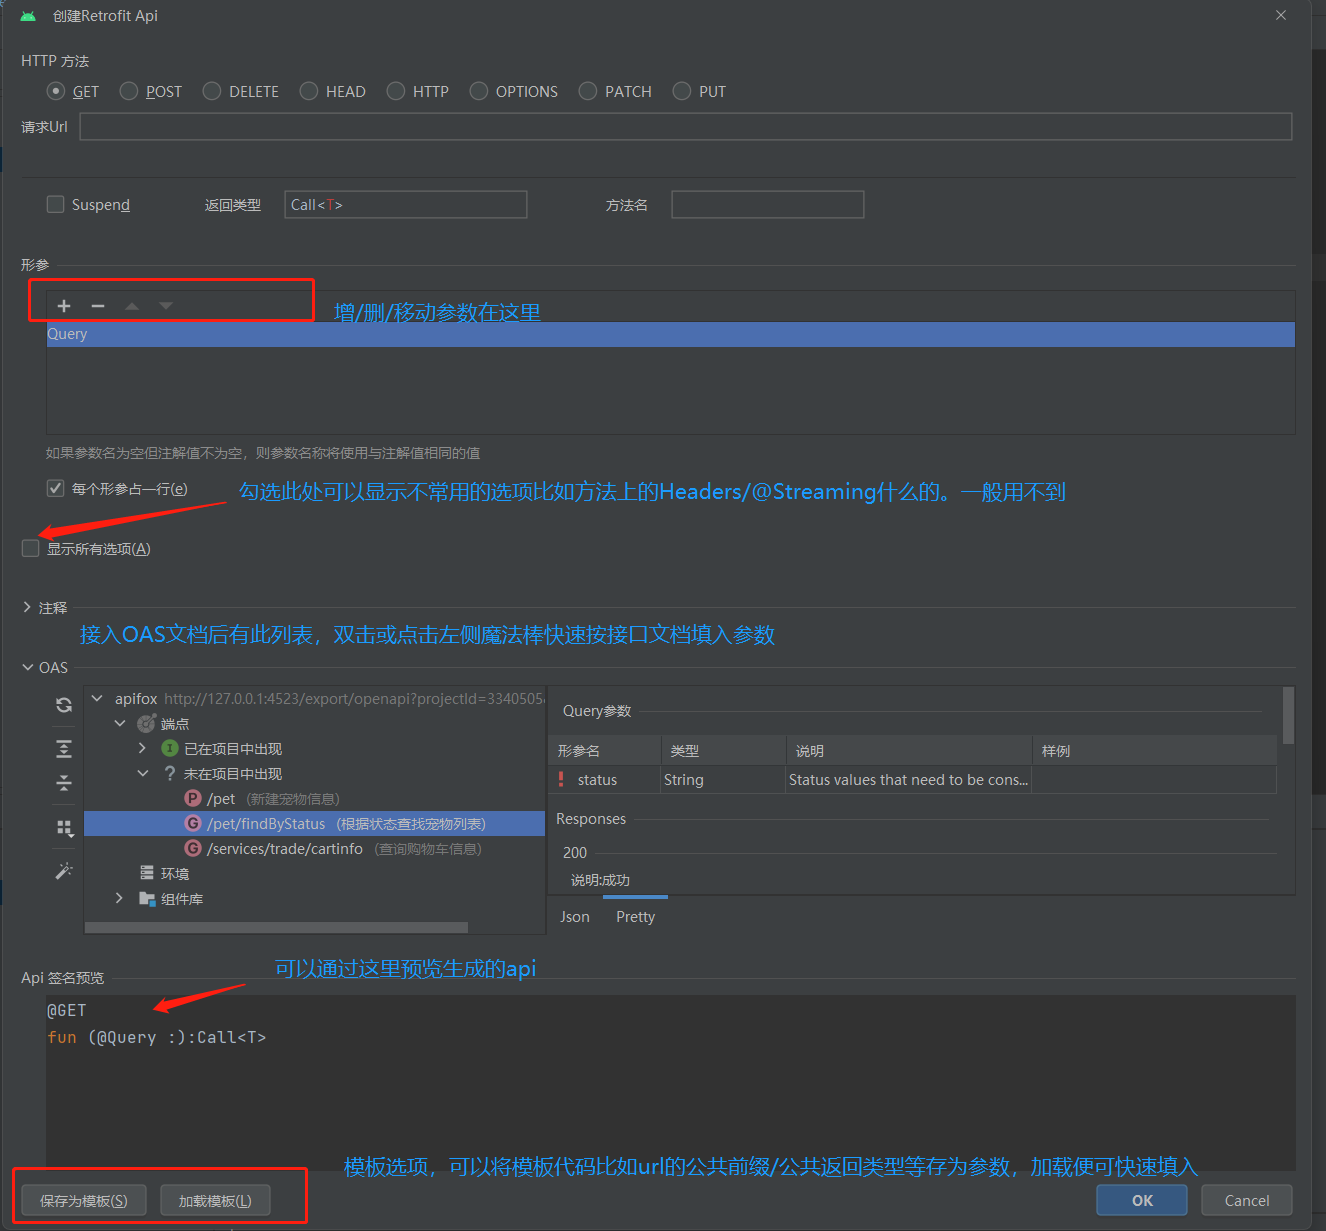 创建Retrofit Api
HTTP 方法
GET POST DELETE HEAD HTTP OPTIONS PATCH PUT
请求Url
Suspend 返回类型 Call<T> 方法名
形参
增/删/移动参数在这里
Query
如果参数名为空但注解值不为空，则参数名称将使用与注解值相同的值
每个形参占一行(e)
勾选此处可以显示不常用的选项比如方法上的Headers/@Streaming什么的。一般用不到
显示所有选项(A)
注释
接入OAS文档后有此列表，双击或点击左侧魔法棒快速按接口文档填入参数
OAS
apifox http://127.0.0.1:4523/export/openapi?projectId=3340505
端点
已在项目中出现
? 未在项目中出现
/pet (新建宠物信息)
/pet/findByStatus (根据状态查找宠物列表)
/services/trade/cartinfo (查询购物车信息)
环境
组件库
Query参数
形参名 类型 说明 样例
status String Status values that need to be cons...
Responses
200
说明:成功
Json Pretty
可以通过这里预览生成的api
Api 签名预览
@GET
fun (@Query :):Call<T>
模板选项，可以将模板代码比如url的公共前缀/公共返回类型等存为参数，加载便可快速填入
保存为模板(S) 加载模板(L) OK Cancel